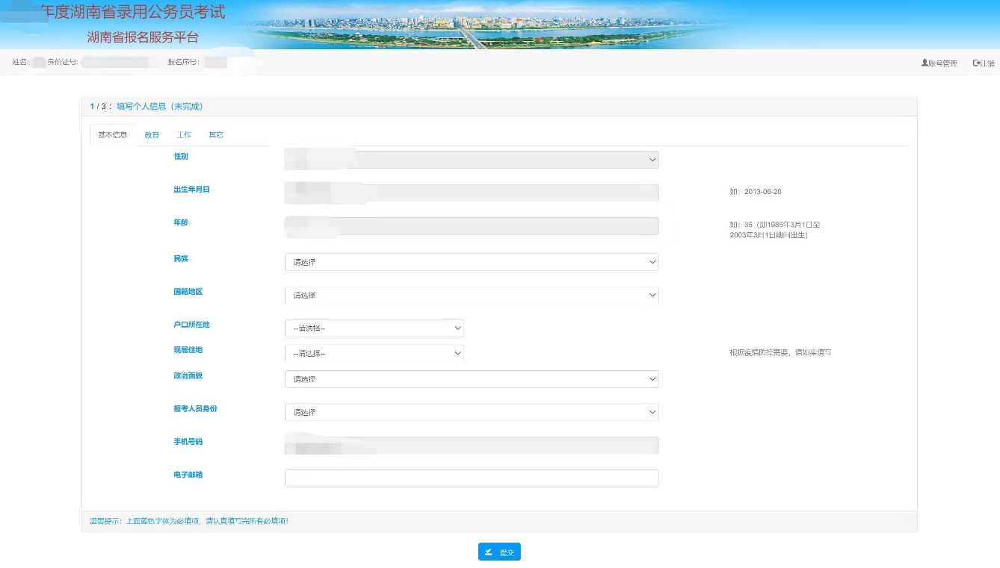 年度湖南省录用公务员考试
湖南省报名服务平台
姓名: 身份证号: 报名序号: 账号管理 注销
1 / 3 : 填写个人信息（未完成）
基本信息 教育 工作 其它
性别
出生年月日 如：2013-06-20
年龄 如：35（即1985年3月1日至
2003年3月1日期间出生）
民族 请选择
国籍地区 请选择
户口所在地 --请选择--
现居住地 --请选择-- 根据疫情防控需要，请如实填写
政治面貌 请选择
报考人员身份 请选择
手机号码
电子邮箱
温馨提示：上面蓝色字体为必填项，请认真填写完所有必填项!
提交